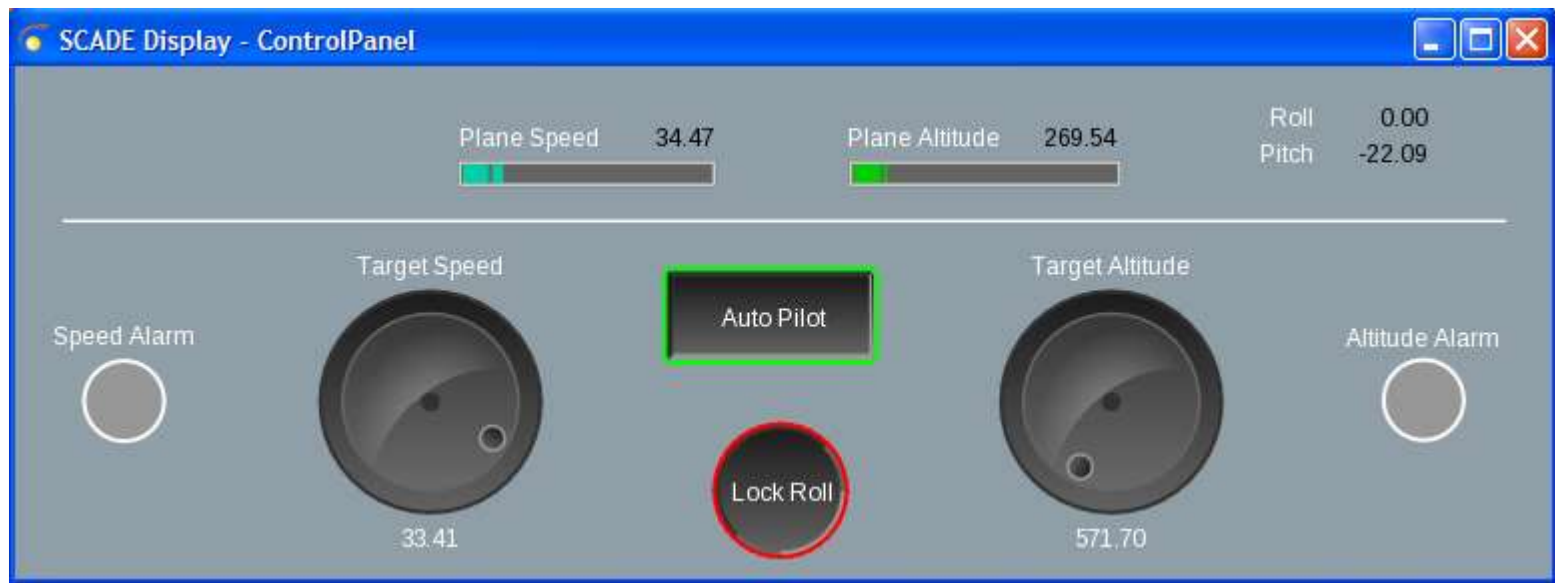 SCADE Display - ControlPanel
Plane Speed 34.47
Plane Altitude 269.54
Roll 0.00
Pitch -22.09
Target Speed
Auto Pilot
Target Altitude
Speed Alarm
Altitude Alarm
Lock Roll
33.41
571.70